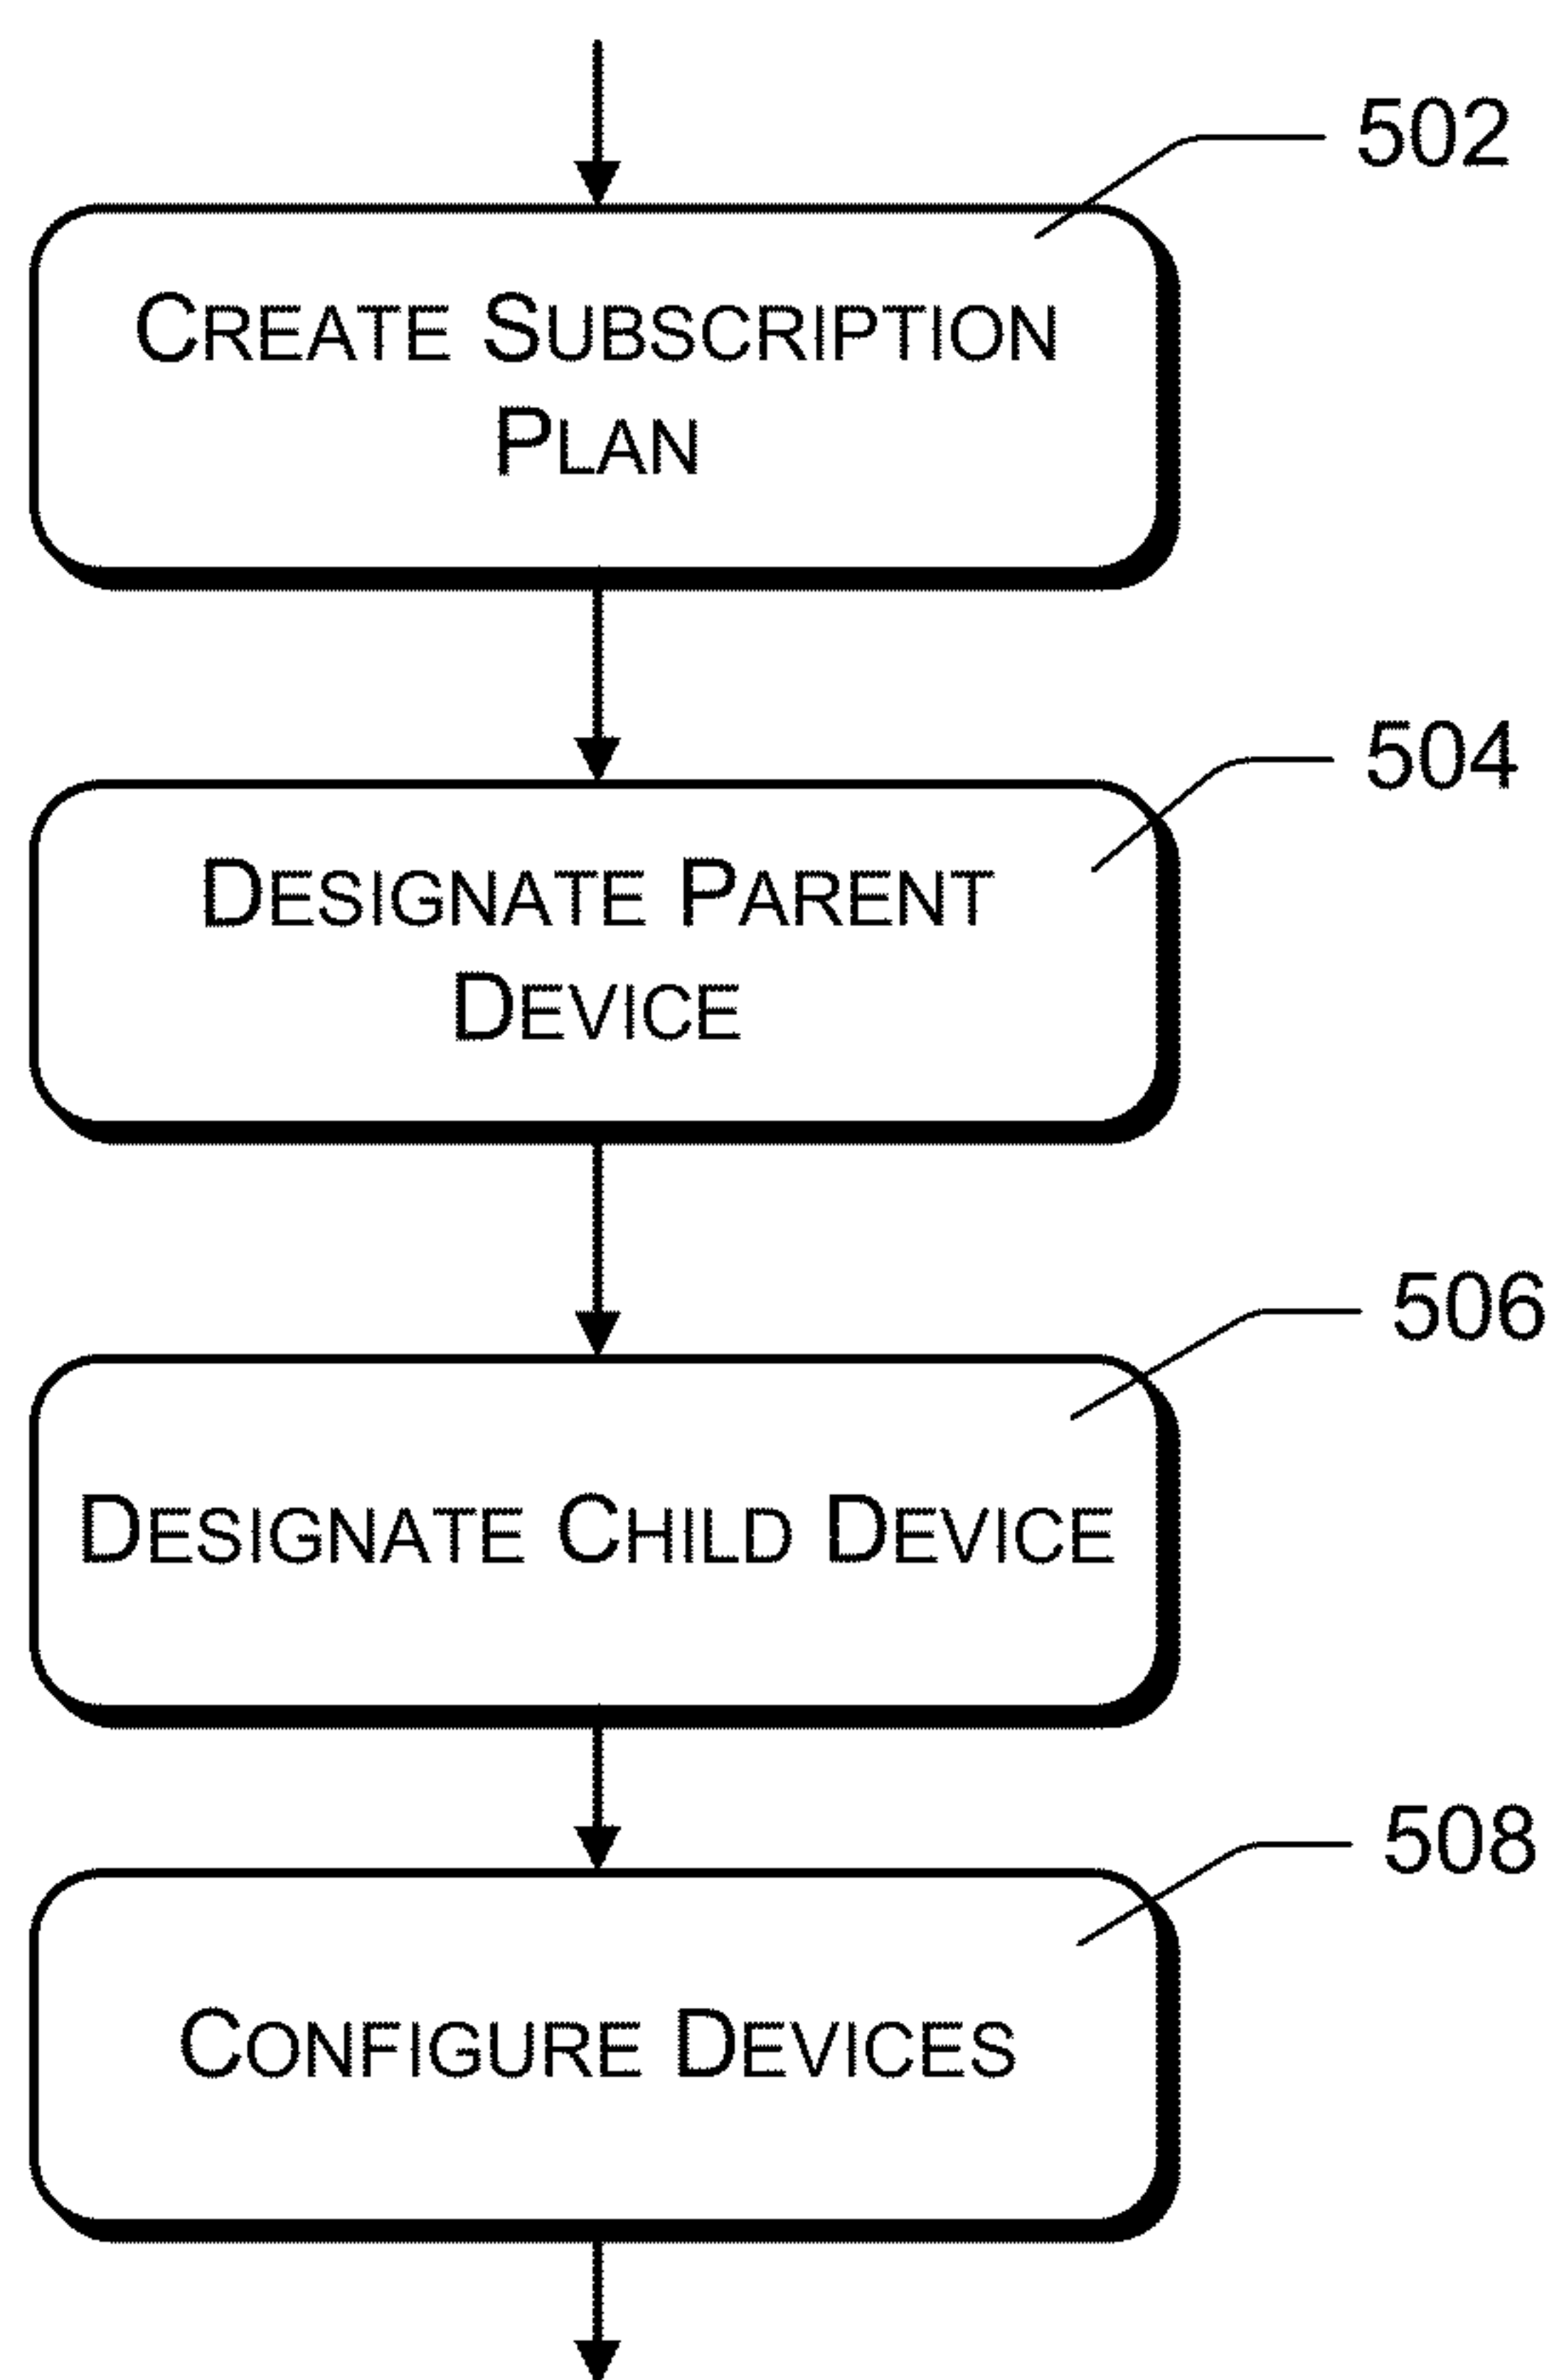 502
CREATE SUBSCRIPTION
PLAN
504
DESIGNATE PARENT
DEVICE
506
DESIGNATE CHILD DEVICE
508
CONFIGURE DEVICES